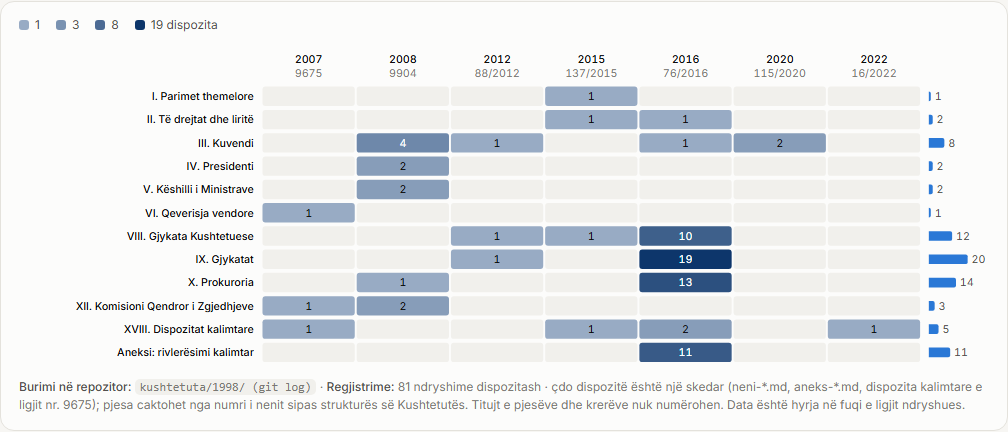 1 3 8 19 dispozita
2007 2008 2012 2015 2016 2020 2022
9675 9904 88/2012 137/2015 76/2016 115/2020 16/2022
I. Parimet themelore 1 1
II. Të drejtat dhe liritë 1 1 2
III. Kuvendi 4 1 1 2 8
IV. Presidenti 2 2
V. Këshilli i Ministrave 2 2
VI. Qeverisja vendore 1 1
VIII. Gjykata Kushtetuese 1 1 10 12
IX. Gjykatat 1 19 20
X. Prokuroria 1 13 14
XII. Komisioni Qendror i Zgjedhjeve 1 2 3
XVIII. Dispozitat kalimtare 1 1 2 1 5
Aneksi: rivlerësimi kalimtar 11 11
Burimi në repozitor: kushtetuta/1998/ (git log) · Regjistrime: 81 ndryshime dispozitash · çdo dispozitë është një skedar (neni-*.md, aneks-*.md, dispozita kalimtare e
ligjit nr. 9675); pjesa caktohet nga numri i nenit sipas strukturës së Kushtetutës. Titujt e pjesëve dhe krerëve nuk numërohen. Data është hyrja në fuqi e ligjit ndryshues.